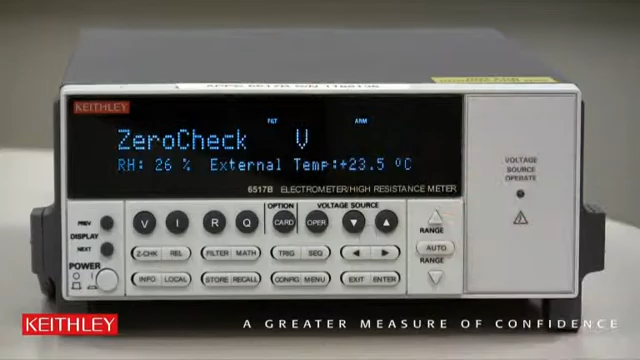 KEITHLEY
FLT ARM
ZeroCheck V
RH: 26 % External Temp:+23.5 ºC
6517B ELECTROMETER/HIGH RESISTANCE METER
VOLTAGE
SOURCE
OPERATE
OPTION VOLTAGE SOURCE
PREV V I R Q CARD OPER
RANGE
DISPLAY
NEXT Z-CHK REL FILTER MATH TRIG SEQ AUTO
RANGE
POWER
INFO LOCAL STORE RECALL CONFIG MENU EXIT ENTER
KEITHLEY A GREATER MEASURE OF CONFIDENCE